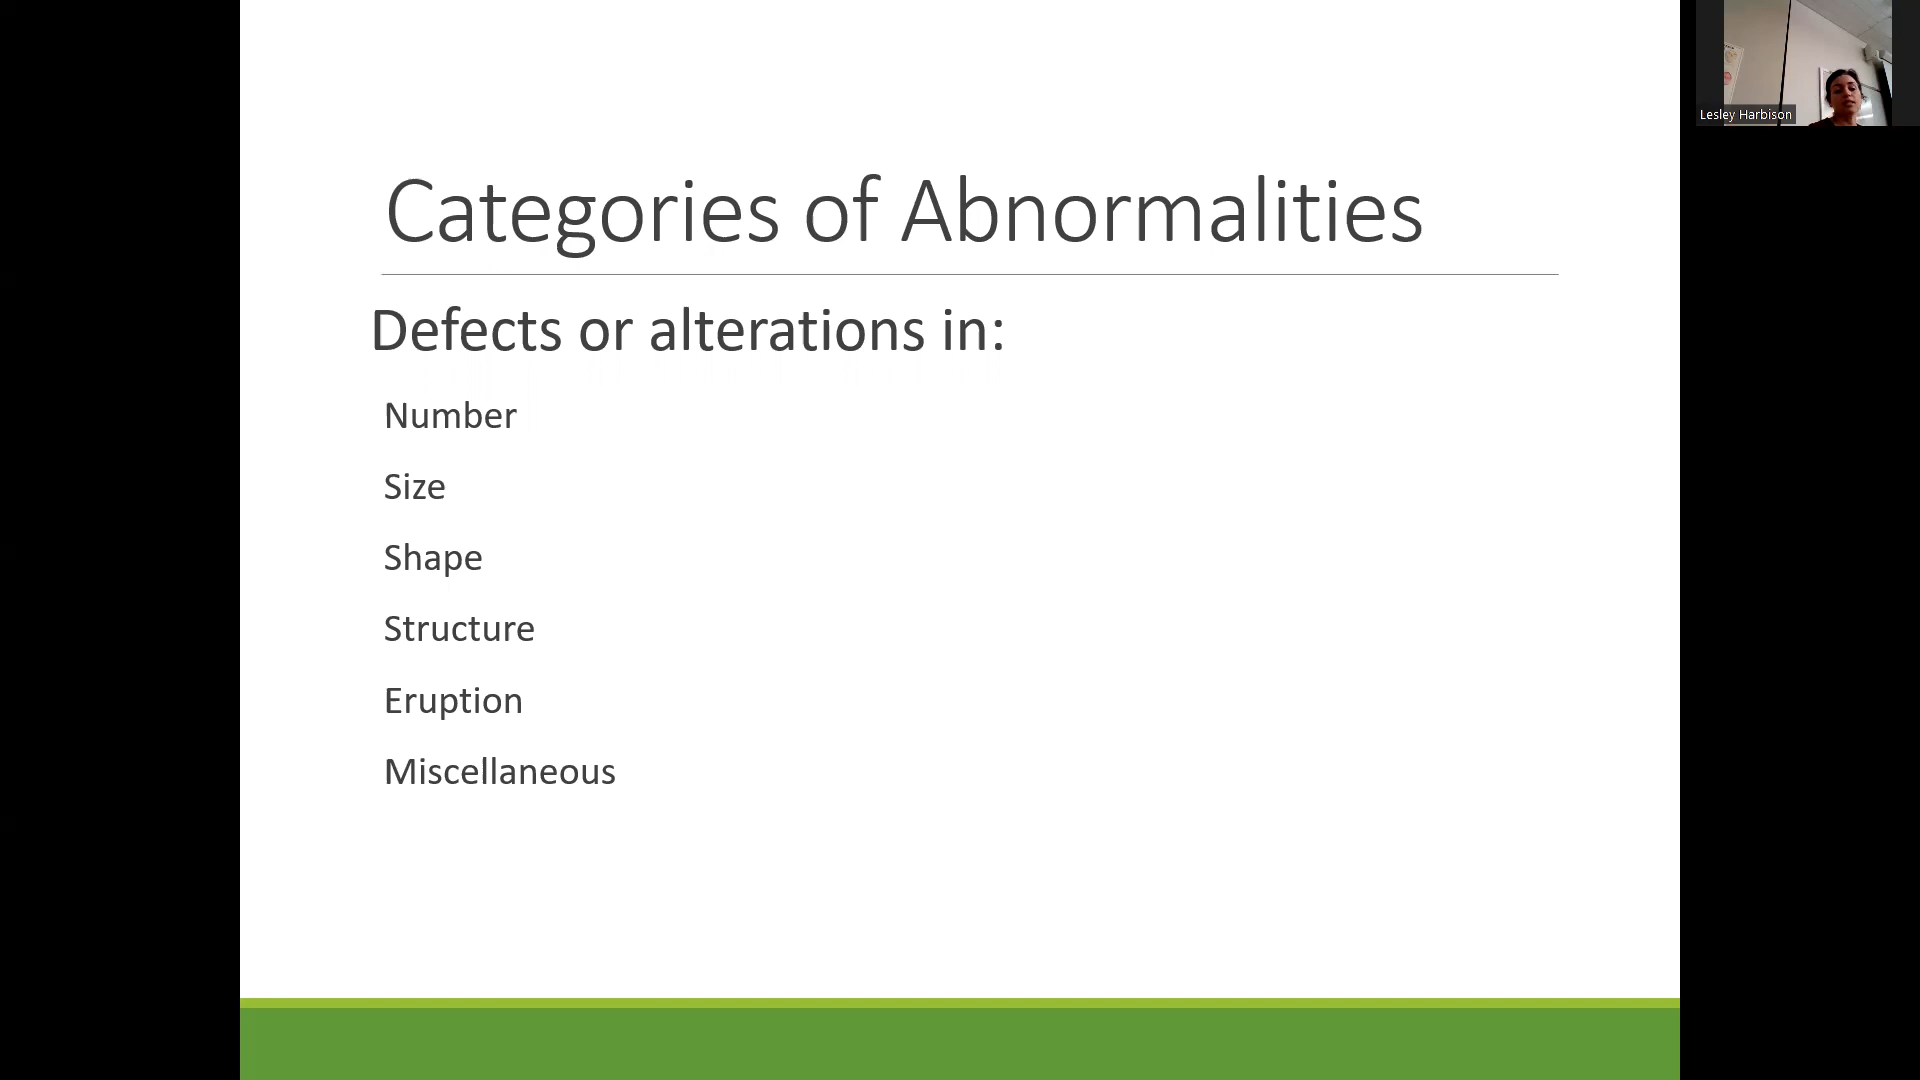 Categories of Abnormalities
Defects or alterations in:
Number
Size
Shape
Structure
Eruption
Miscellaneous
Lesley Harbison